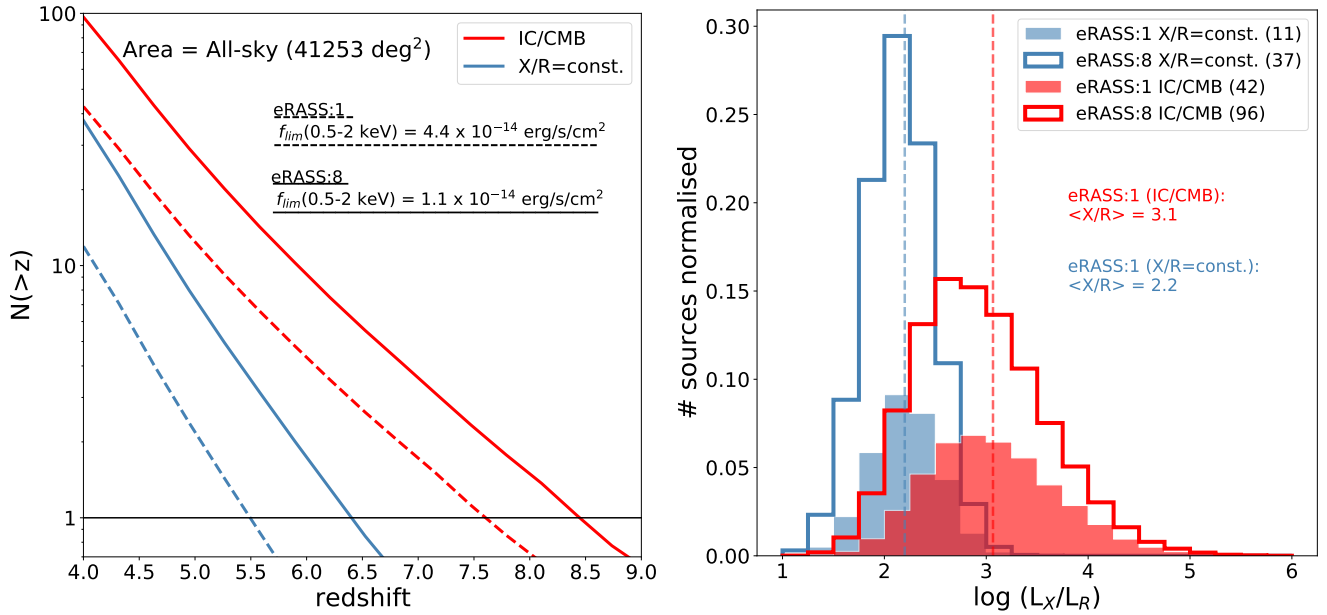 100
10
1
N(>z)
Area = All-sky (41253 deg²)
IC/CMB
X/R=const.
eRASS:1
f_lim(0.5-2 keV) = 4.4 x 10⁻¹⁴ erg/s/cm²
eRASS:8
f_lim(0.5-2 keV) = 1.1 x 10⁻¹⁴ erg/s/cm²
4.0 4.5 5.0 5.5 6.0 6.5 7.0 7.5 8.0 8.5 9.0
redshift
0.30
0.25
0.20
0.15
0.10
0.05
0.00
# sources normalised
eRASS:1 X/R=const. (11)
eRASS:8 X/R=const. (37)
eRASS:1 IC/CMB (42)
eRASS:8 IC/CMB (96)
eRASS:1 (IC/CMB):
<X/R> = 3.1
eRASS:1 (X/R=const.):
<X/R> = 2.2
1 2 3 4 5 6
log (L_X/L_R)